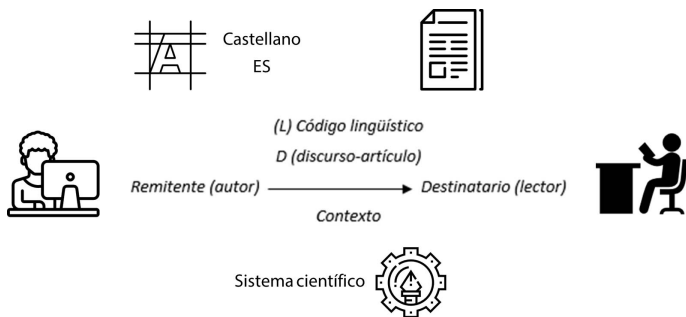 Castellano
ES
(L) Código lingüístico
D (discurso-artículo)
Remitente (autor)
Destinatario (lector)
Contexto
Sistema científico